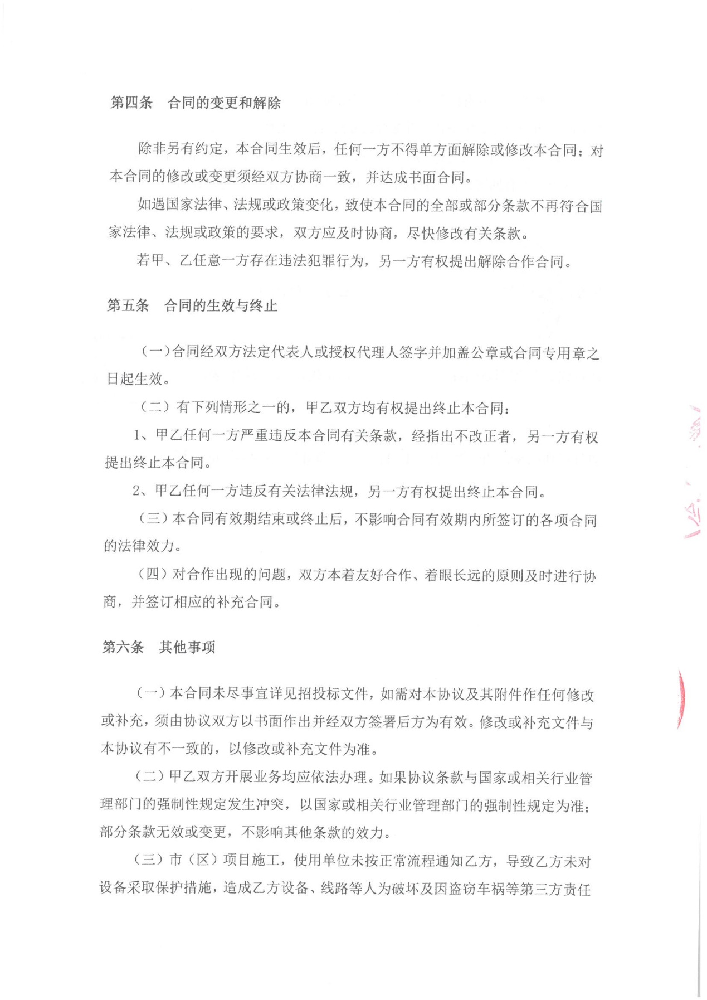 第四条　合同的变更和解除
除非另有约定，本合同生效后，任何一方不得单方面解除或修改本合同；对
本合同的修改或变更须经双方协商一致，并达成书面合同。
如遇国家法律、法规或政策变化，致使本合同的全部或部分条款不再符合国
家法律、法规或政策的要求，双方应及时协商，尽快修改有关条款。
若甲、乙任意一方存在违法犯罪行为，另一方有权提出解除合作合同。
第五条　合同的生效与终止
（一）合同经双方法定代表人或授权代理人签字并加盖公章或合同专用章之
日起生效。
（二）有下列情形之一的，甲乙双方均有权提出终止本合同：
1、甲乙任何一方严重违反本合同有关条款，经指出不改正者，另一方有权
提出终止本合同。
2、甲乙任何一方违反有关法律法规，另一方有权提出终止本合同。
（三）本合同有效期结束或终止后，不影响合同有效期内所签订的各项合同
的法律效力。
（四）对合作出现的问题，双方本着友好合作、着眼长远的原则及时进行协
商，并签订相应的补充合同。
第六条　其他事项
（一）本合同未尽事宜详见招投标文件，如需对本协议及其附件作任何修改
或补充，须由协议双方以书面作出并经双方签署后方为有效。修改或补充文件与
本协议有不一致的，以修改或补充文件为准。
（二）甲乙双方开展业务均应依法办理。如果协议条款与国家或相关行业管
理部门的强制性规定发生冲突，以国家或相关行业管理部门的强制性规定为准；
部分条款无效或变更，不影响其他条款的效力。
（三）市（区）项目施工，使用单位未按正常流程通知乙方，导致乙方未对
设备采取保护措施，造成乙方设备、线路等人为破坏及因盗窃车祸等第三方责任